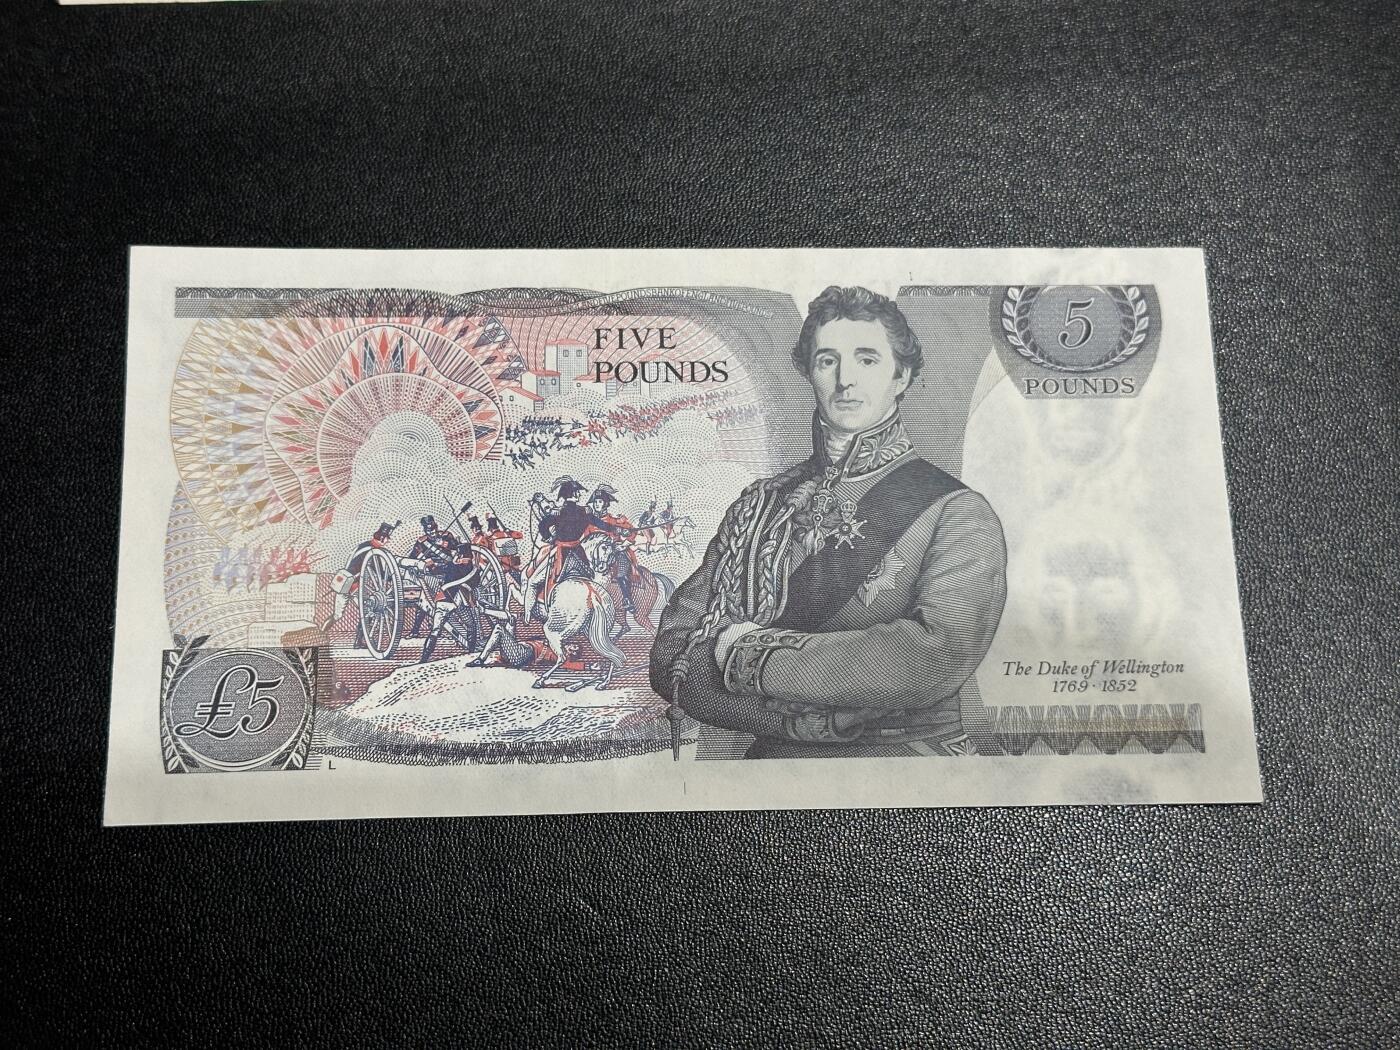 FIVE
POUNDS
5
POUNDS
The Duke of Wellington
1769 · 1852
£5
L